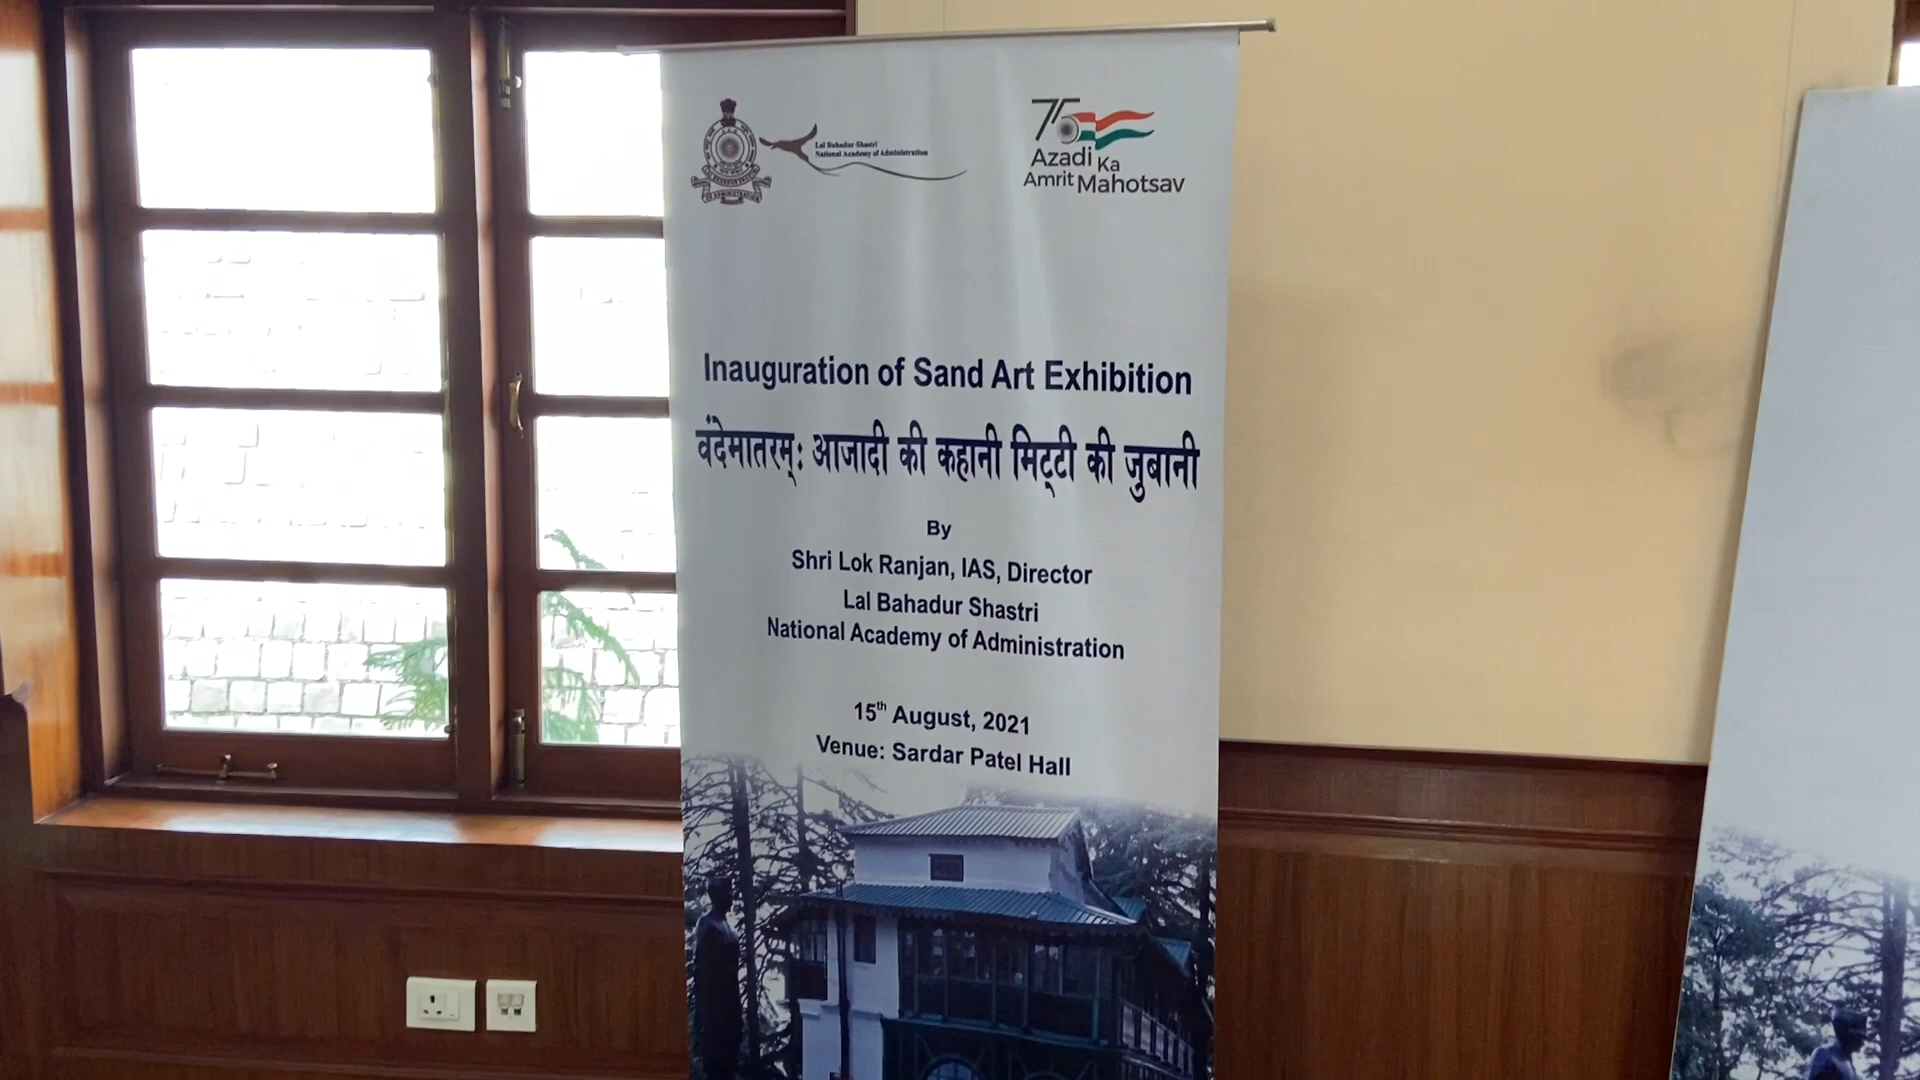 Lal Bahadur Shastri
National Academy of Administration
75
Azadi Ka
Amrit Mahotsav
Inauguration of Sand Art Exhibition
वंदेमातरम्: आजादी की कहानी मिट्टी की जुबानी
By
Shri Lok Ranjan, IAS, Director
Lal Bahadur Shastri
National Academy of Administration
15th August, 2021
Venue: Sardar Patel Hall